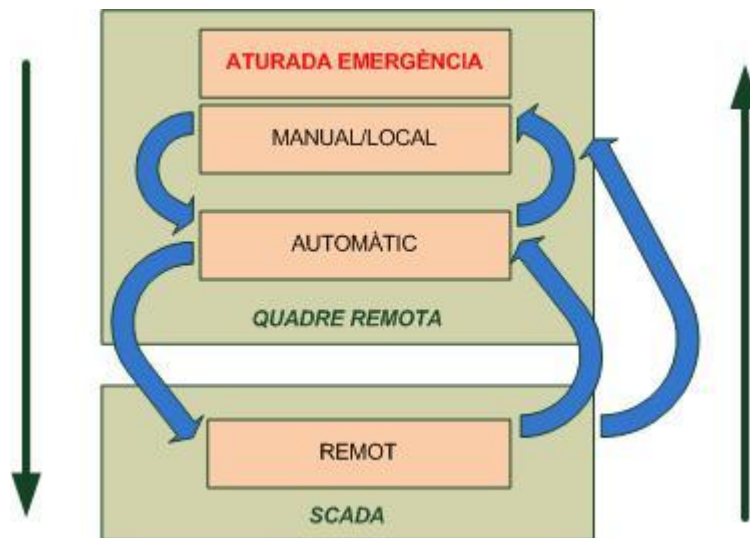 ATURADA EMERGÈNCIA
MANUAL/LOCAL
AUTOMÀTIC
QUADRE REMOTA
REMOT
SCADA